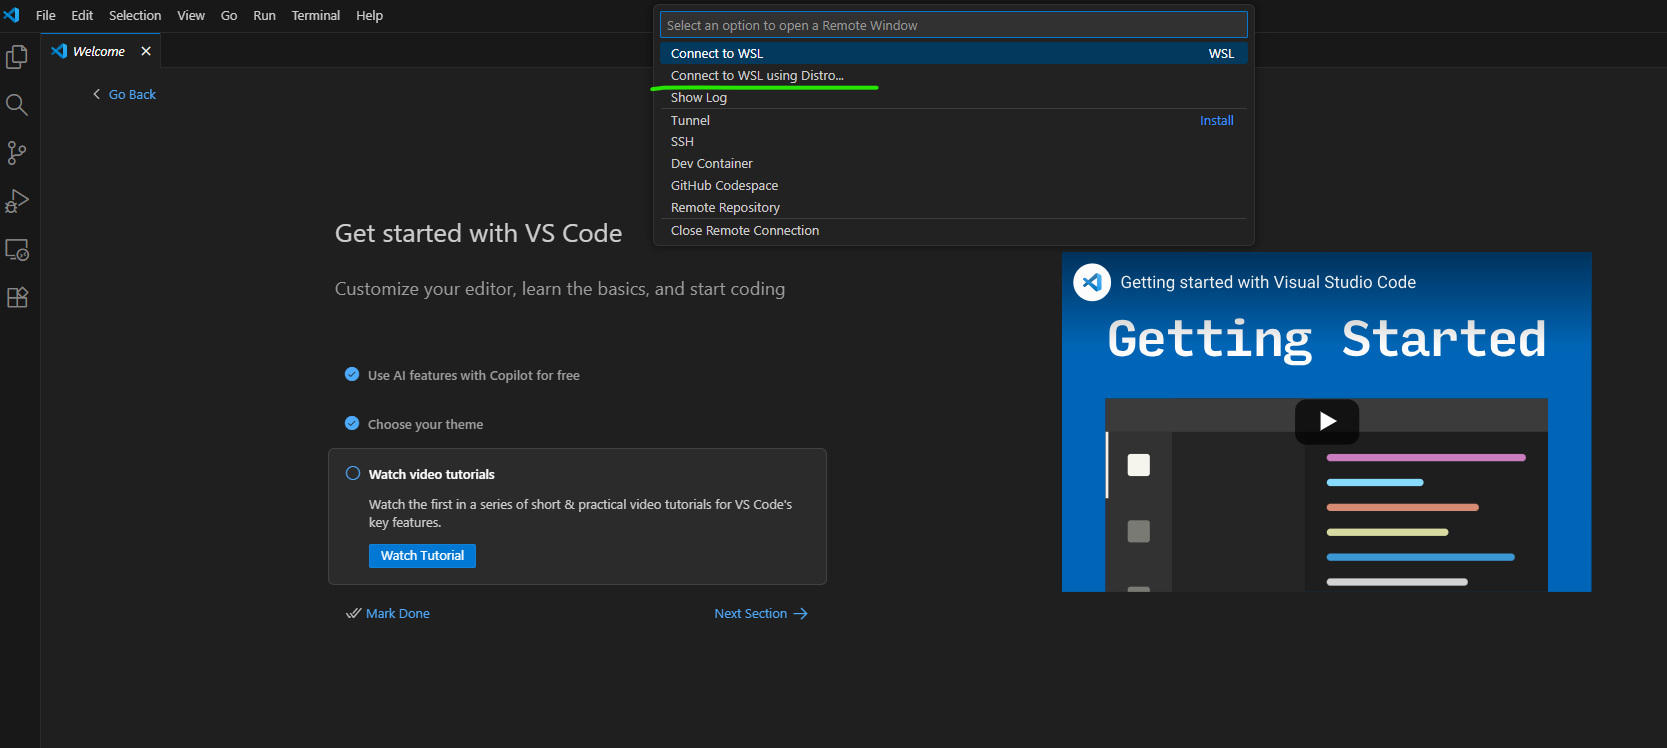 File Edit Selection View Go Run Terminal Help
Select an option to open a Remote Window
Connect to WSL WSL
Connect to WSL using Distro...
Show Log
Tunnel Install
SSH
Dev Container
GitHub Codespace
Remote Repository
Close Remote Connection
Welcome
Go Back
Get started with VS Code
Customize your editor, learn the basics, and start coding
Use AI features with Copilot for free
Choose your theme
Watch video tutorials
Watch the first in a series of short & practical video tutorials for VS Code's
key features.
Watch Tutorial
Mark Done Next Section
Getting started with Visual Studio Code
Getting Started